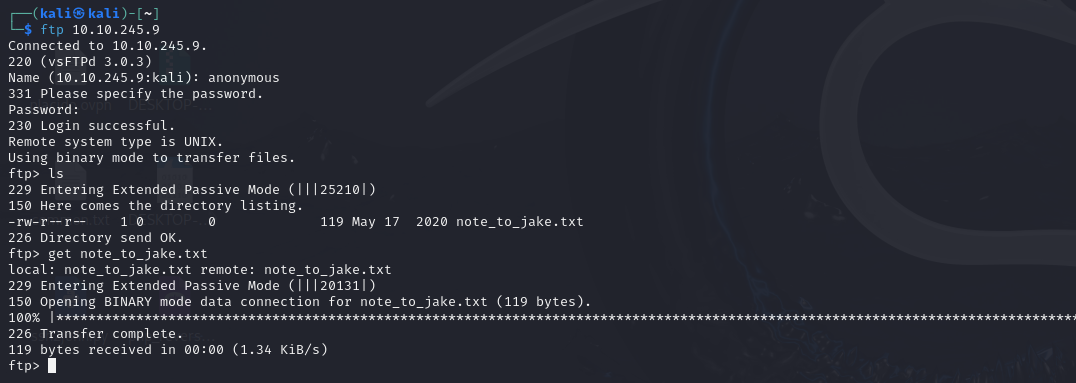 ┌──(kali㉿kali)-[~]
└─$ ftp 10.10.245.9
Connected to 10.10.245.9.
220 (vsFTPd 3.0.3)
Name (10.10.245.9:kali): anonymous
331 Please specify the password.
Password:
230 Login successful.
Remote system type is UNIX.
Using binary mode to transfer files.
ftp> ls
229 Entering Extended Passive Mode (|||25210|)
150 Here comes the directory listing.
-rw-r--r--    1 0        0             119 May 17  2020 note_to_jake.txt
226 Directory send OK.
ftp> get note_to_jake.txt
local: note_to_jake.txt remote: note_to_jake.txt
229 Entering Extended Passive Mode (|||20131|)
150 Opening BINARY mode data connection for note_to_jake.txt (119 bytes).
100% |*******************************************************************************************************************************
226 Transfer complete.
119 bytes received in 00:00 (1.34 KiB/s)
ftp>